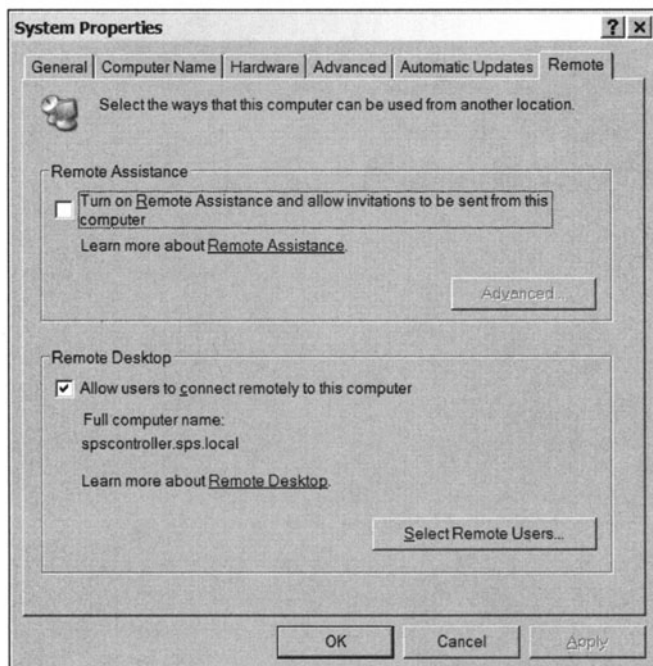 System Properties
General
Computer Name
Hardware
Advanced
Automatic Updates
Remote
Select the ways that this computer can be used from another location.
Remote Assistance
Turn on Remote Assistance and allow invitations to be sent from this
computer
Learn more about Remote Assistance.
Advanced...
Remote Desktop
Allow users to connect remotely to this computer
Full computer name:
spscontroller.sps.local
Learn more about Remote Desktop.
Select Remote Users...
OK
Cancel
Apply